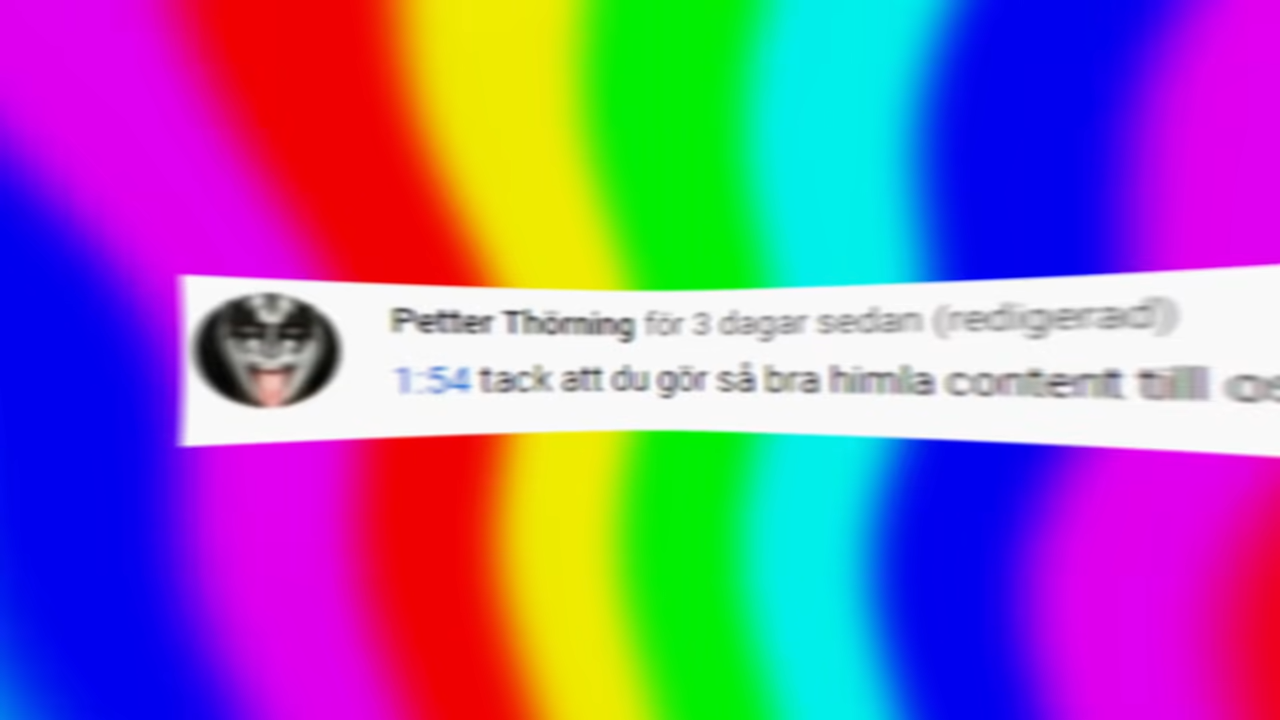 Petter Thörning för 3 dagar sedan (redigerad)
1:54 tack att du gör så bra himla content till